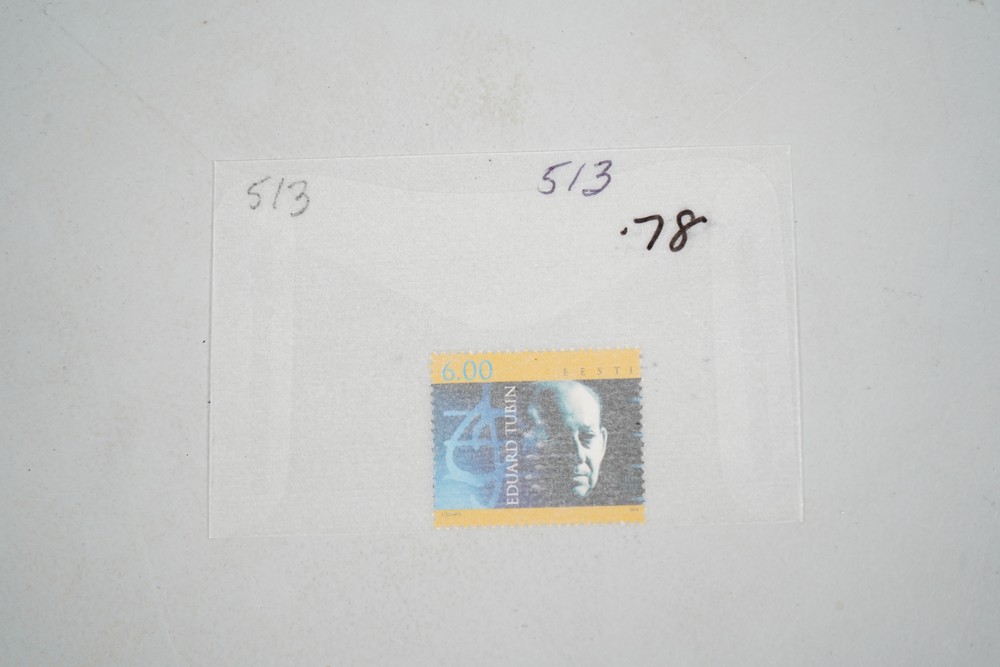 513
513
.78
6.00
EESTI
EDUARD TUBIN